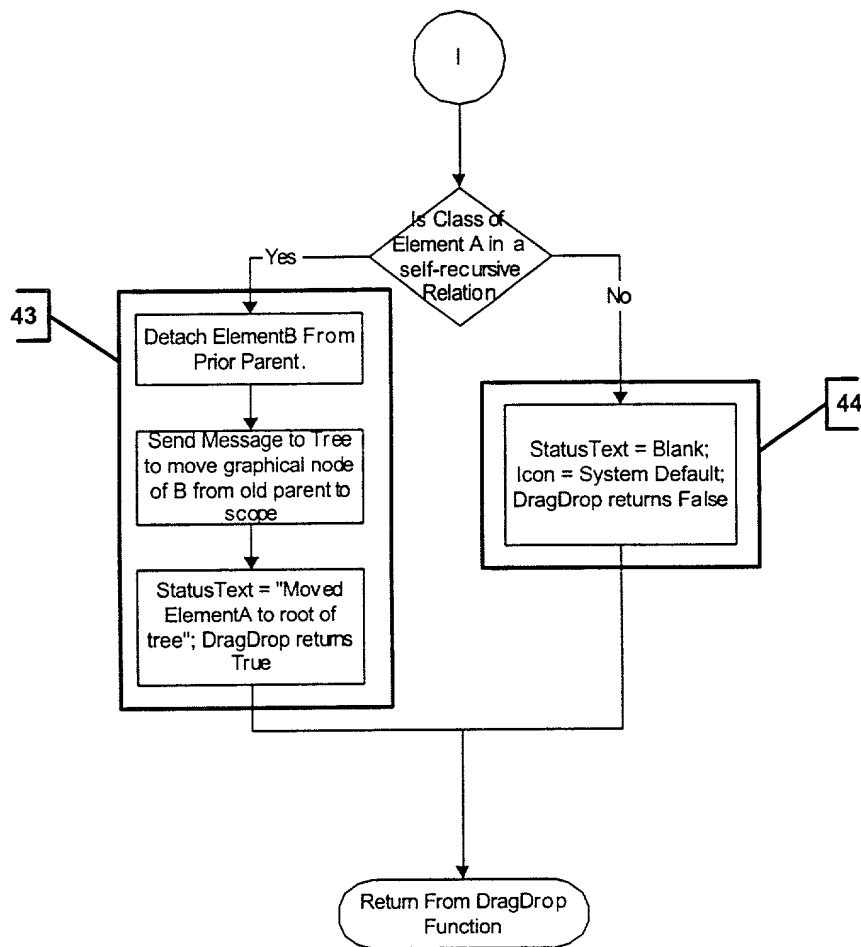 I
Is Class of
Element A in a
self-recursive
Relation
Yes
No
43
Detach ElementB From
Prior Parent.
44
Send Message to Tree
to move graphical node
of B from old parent to
scope
StatusText = Blank;
Icon = System Default;
DragDrop returns False
StatusText = "Moved
ElementA to root of
tree"; DragDrop returns
True
Return From DragDrop
Function